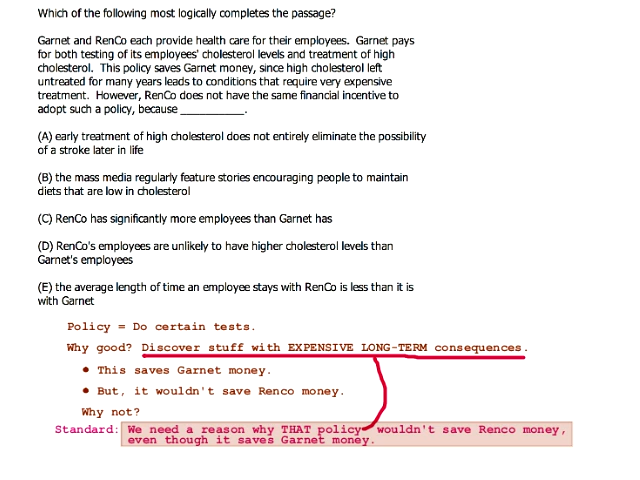 Which of the following most logically completes the passage?
Garnet and RenCo each provide health care for their employees. Garnet pays
for both testing of its employees' cholesterol levels and treatment of high
cholesterol. This policy saves Garnet money, since high cholesterol left
untreated for many years leads to conditions that require very expensive
treatment. However, RenCo does not have the same financial incentive to
adopt such a policy, because __________.
(A) early treatment of high cholesterol does not entirely eliminate the possibility
of a stroke later in life
(B) the mass media regularly feature stories encouraging people to maintain
diets that are low in cholesterol
(C) RenCo has significantly more employees than Garnet has
(D) RenCo's employees are unlikely to have higher cholesterol levels than
Garnet's employees
(E) the average length of time an employee stays with RenCo is less than it is
with Garnet
Policy = Do certain tests.
Why good? Discover stuff with EXPENSIVE LONG-TERM consequences.
• This saves Garnet money.
• But, it wouldn't save Renco money.
Why not?
Standard: We need a reason why THAT policy wouldn't save Renco money,
even though it saves Garnet money.